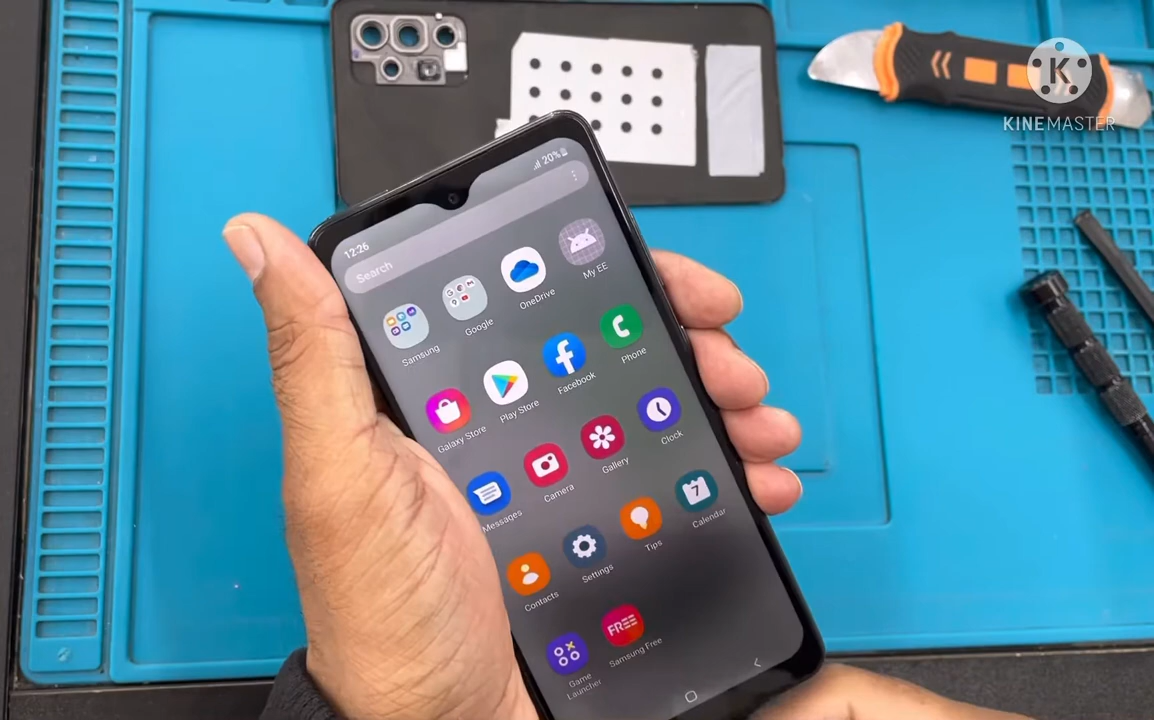 K
KINEMASTER
20%
12:26
Search
Samsung
Google
OneDrive
My EE
Galaxy Store
Play Store
Facebook
Phone
Messages
Camera
Gallery
Clock
Contacts
Settings
Tips
7
Calendar
Game
Launcher
FREE
Samsung Free